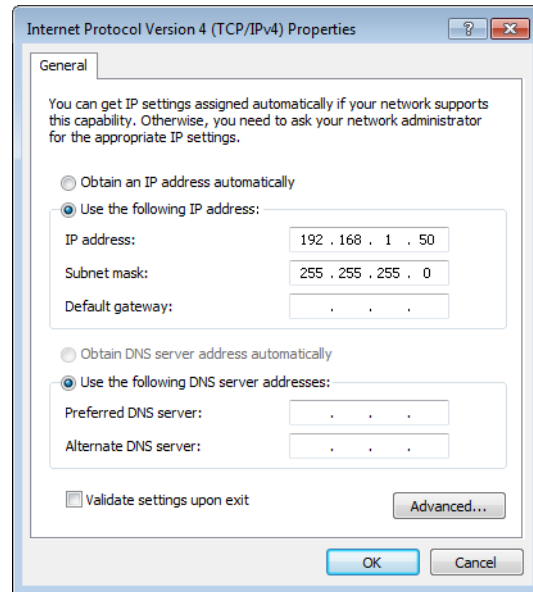 Internet Protocol Version 4 (TCP/IPv4) Properties
General
You can get IP settings assigned automatically if your network supports
this capability. Otherwise, you need to ask your network administrator
for the appropriate IP settings.
Obtain an IP address automatically
Use the following IP address:
IP address: 192 . 168 . 1 . 50
Subnet mask: 255 . 255 . 255 . 0
Default gateway: . . .
Obtain DNS server address automatically
Use the following DNS server addresses:
Preferred DNS server: . . .
Alternate DNS server: . . .
Validate settings upon exit
Advanced...
OK Cancel